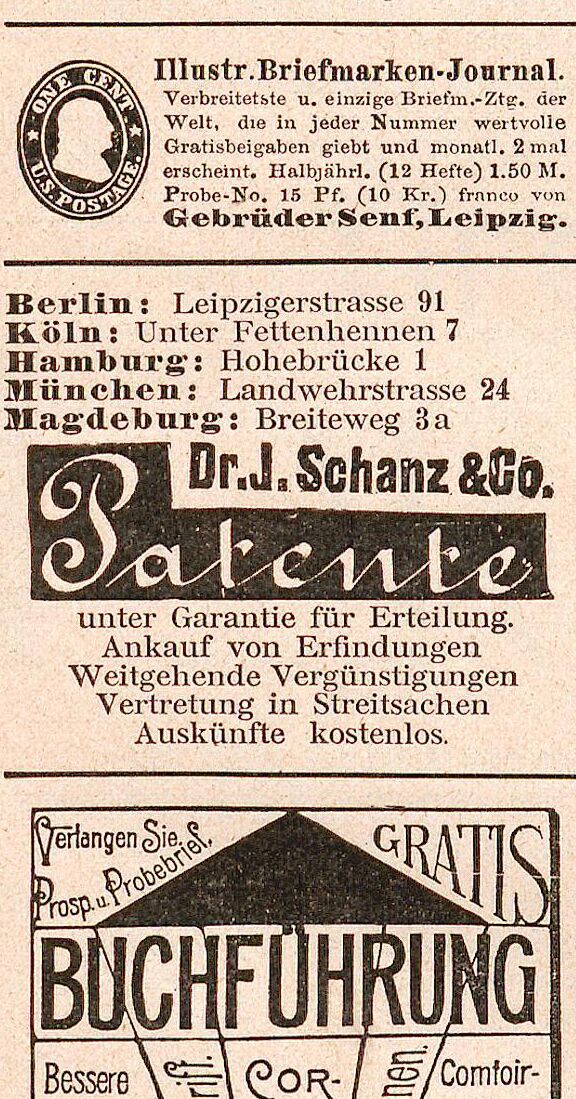 ONE CENT
U.S. POSTAGE.
Illustr. Briefmarken-Journal.
Verbreitetste u. einzige Briefm.-Ztg. der
Welt, die in jeder Nummer wertvolle
Gratisbeigaben giebt und monatl. 2 mal
erscheint. Halbjährl. (12 Hefte) 1.50 M.
Probe-No. 15 Pf. (10 Kr.) franco von
Gebrüder Senf, Leipzig.
Berlin: Leipzigerstrasse 91
Köln: Unter Fettenhennen 7
Hamburg: Hohebrücke 1
München: Landwehrstrasse 24
Magdeburg: Breiteweg 3a
Dr. J. Schanz & Co.
Patente
unter Garantie für Erteilung.
Ankauf von Erfindungen
Weitgehende Vergünstigungen
Vertretung in Streitsachen
Auskünfte kostenlos.
Verlangen Sie
Prosp. u. Probebrief.
GRATIS
BUCHFÜHRUNG
Bessere
COR-
Comtoir-